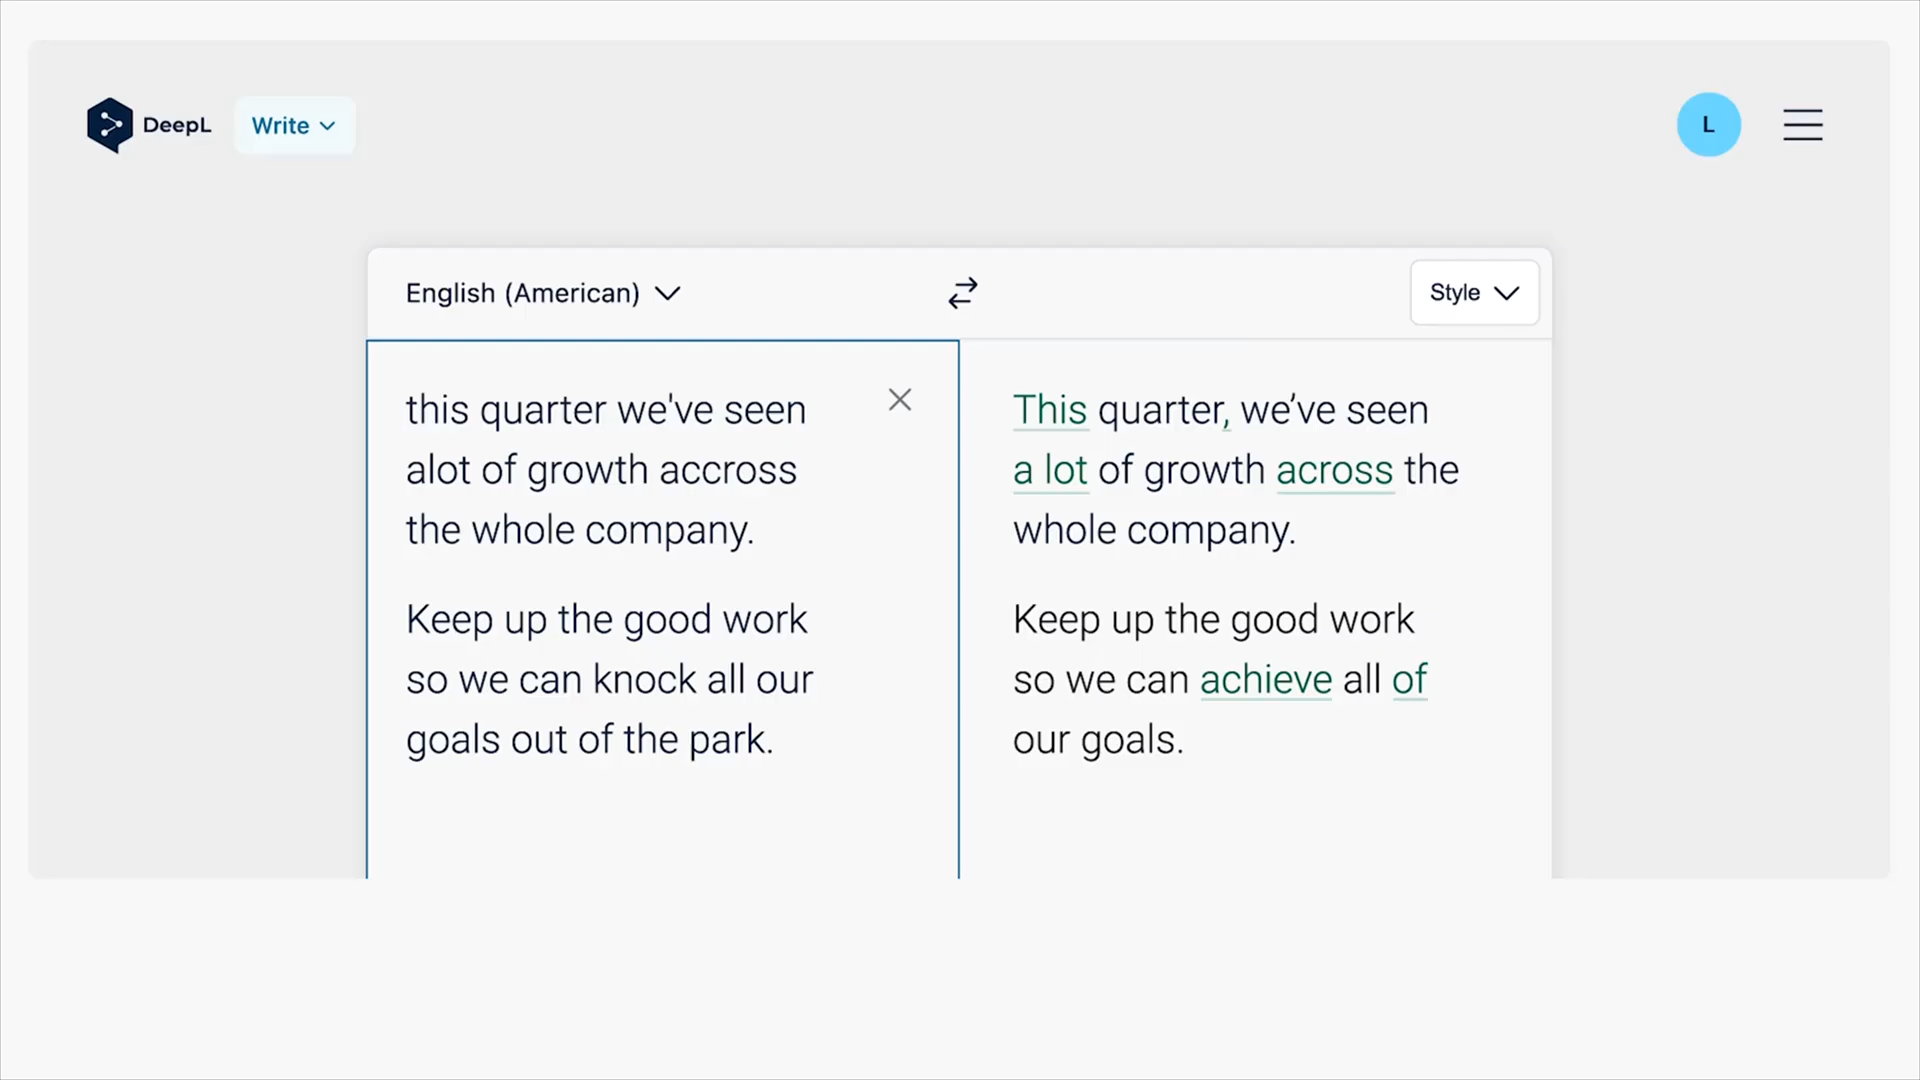 DeepL
Write
L
English (American)
Style
this quarter we've seen
alot of growth accross
the whole company.
Keep up the good work
so we can knock all our
goals out of the park.
This quarter, we’ve seen
a lot of growth across the
whole company.
Keep up the good work
so we can achieve all of
our goals.